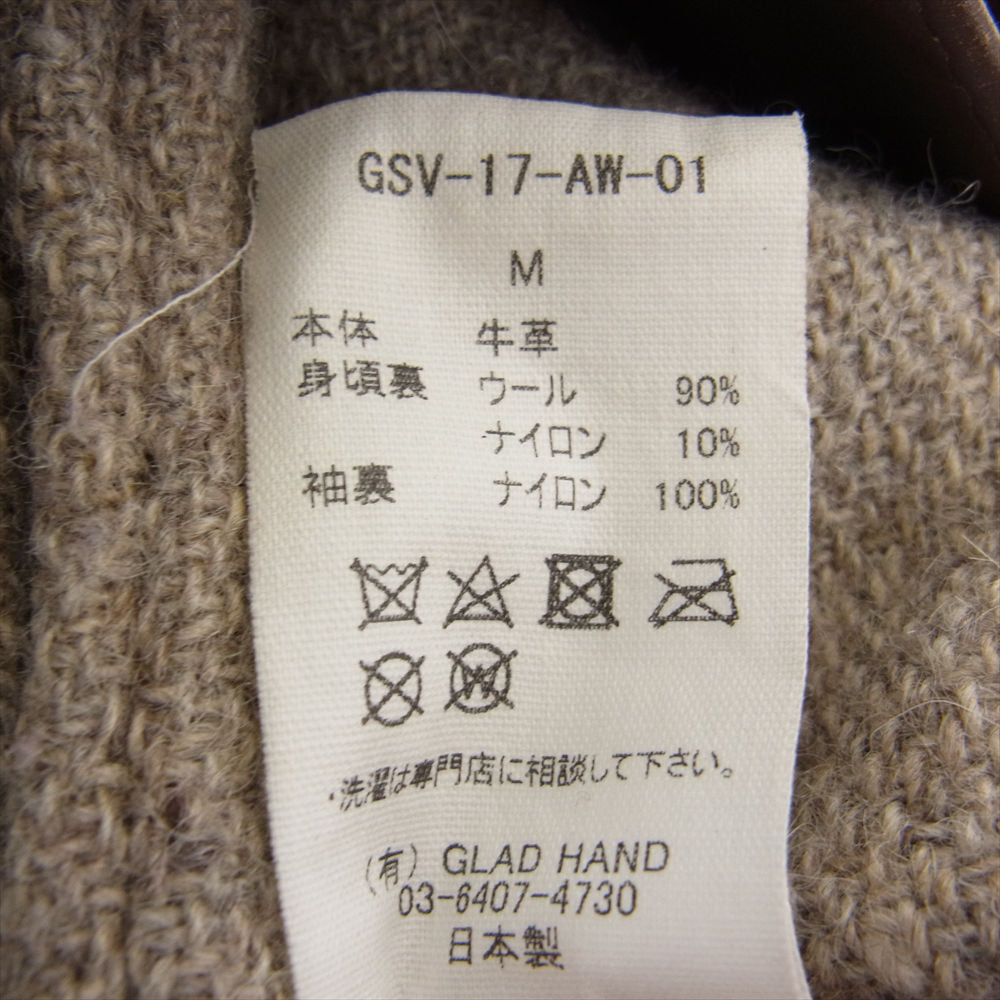 GSV-17-AW-01
M
本体 牛革
身頃裏 ウール 90%
ナイロン 10%
袖裏 ナイロン 100%
W
・洗濯は専門店に相談して下さい。
(有) GLAD HAND
03-6407-4730
日本製